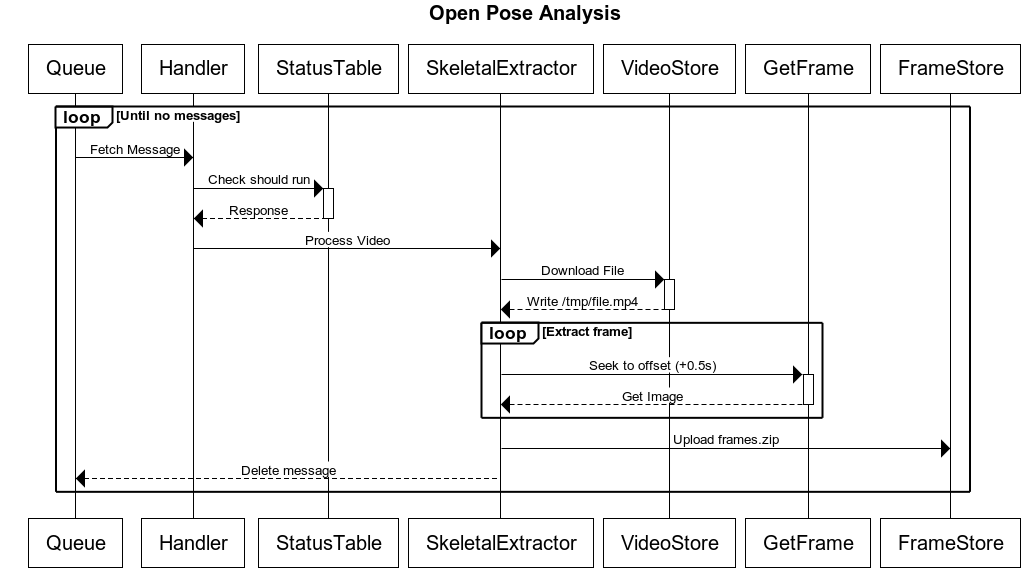 Open Pose Analysis
Queue Handler StatusTable SkeletalExtractor VideoStore GetFrame FrameStore
loop [Until no messages]
Fetch Message
Check should run
Response
Process Video
Download File
Write /tmp/file.mp4
loop [Extract frame]
Seek to offset (+0.5s)
Get Image
Upload frames.zip
Delete message
Queue Handler StatusTable SkeletalExtractor VideoStore GetFrame FrameStore